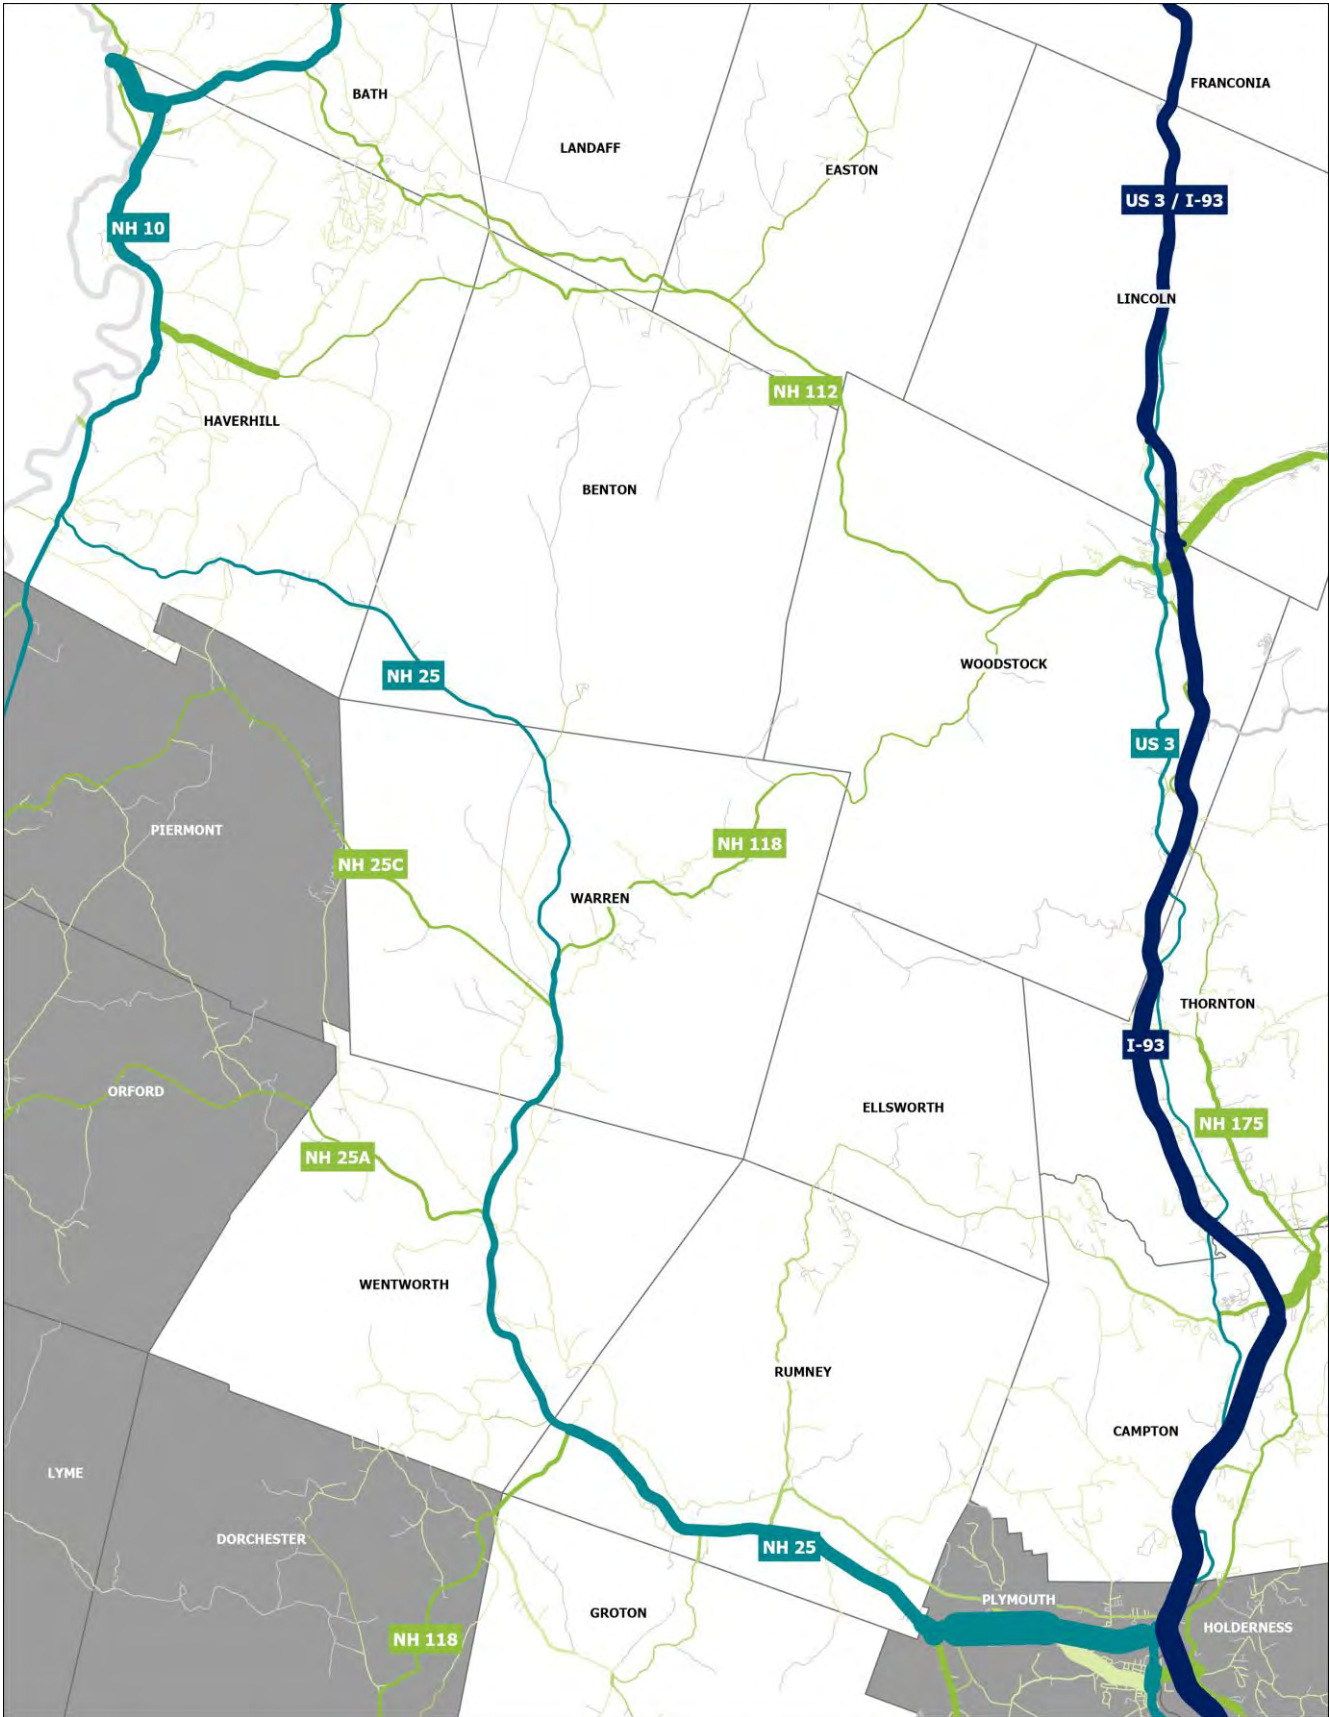 FRANCONIA
BATH
LANDAFF
EASTON
US 3 / I-93
NH 10
LINCOLN
NH 112
HAVERHILL
BENTON
WOODSTOCK
NH 25
US 3
PIERMONT
NH 118
NH 25C
WARREN
THORNTON
I-93
ORFORD
ELLSWORTH
NH 175
NH 25A
WENTWORTH
RUMNEY
CAMPTON
LYME
DORCHESTER
NH 25
PLYMOUTH
GROTON
HOLDERNESS
NH 118